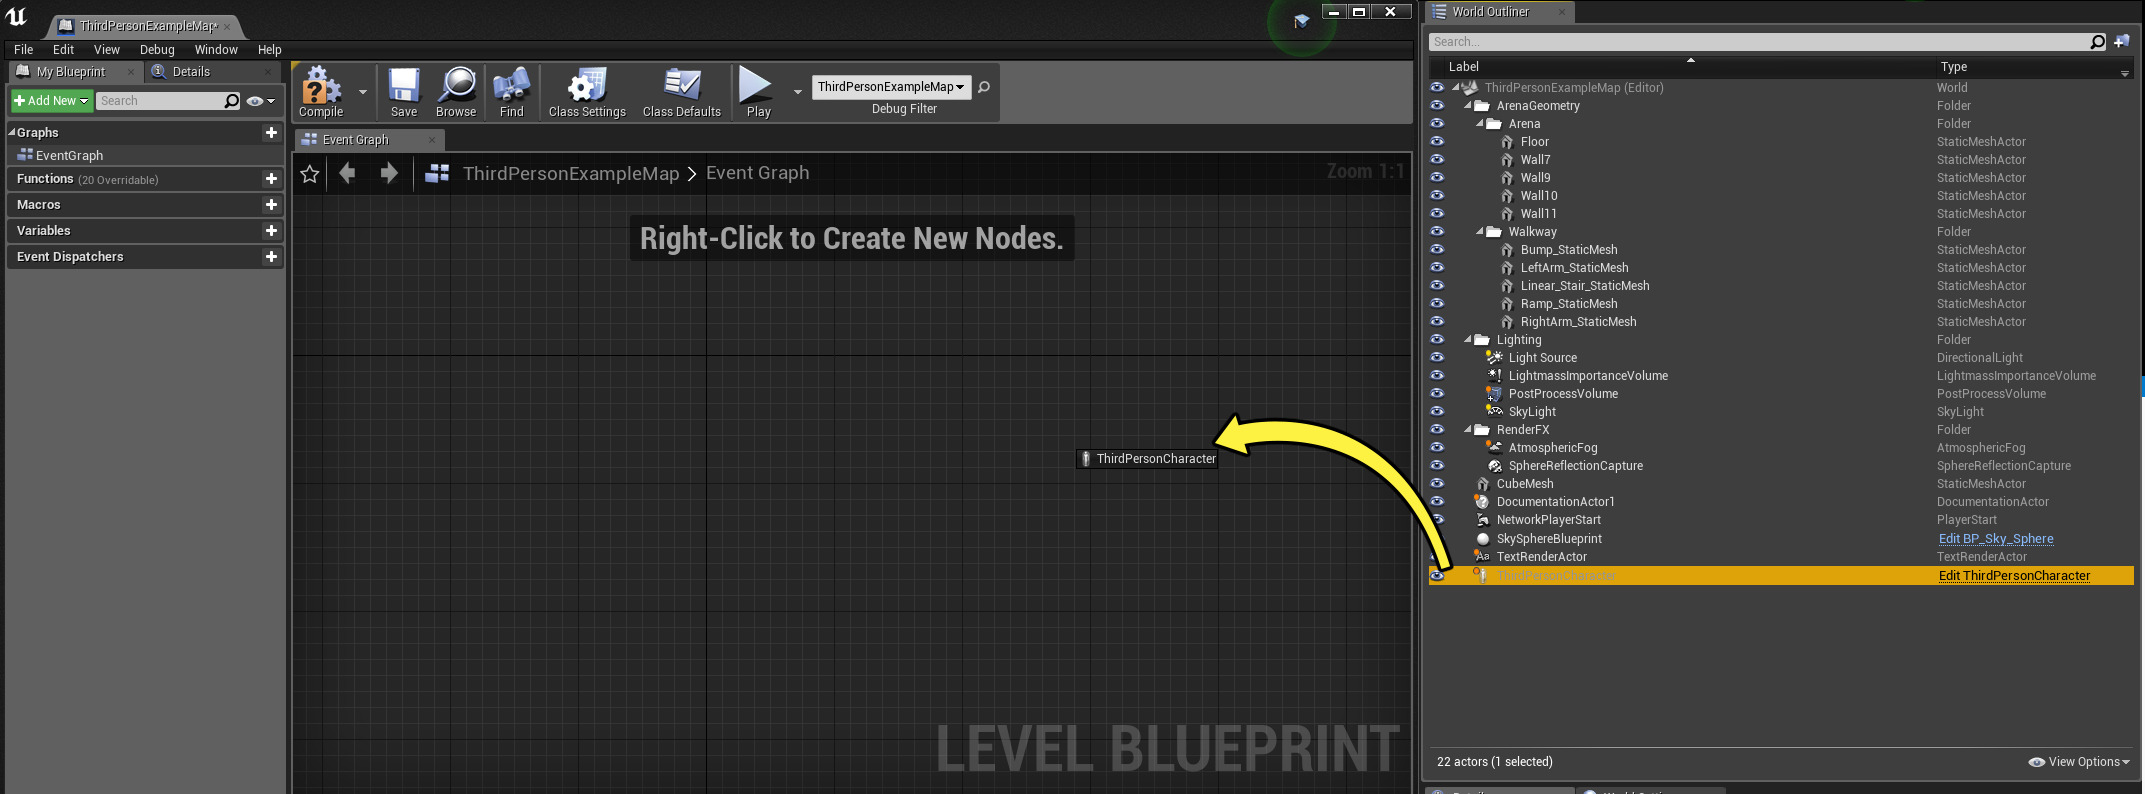 ThirdPersonExampleMap*
File Edit View Debug Window Help
My Blueprint
Details
Add New
Search
Graphs
EventGraph
Functions (20 Overridable)
Macros
Variables
Event Dispatchers
Compile
Save
Browse
Find
Class Settings
Class Defaults
Play
ThirdPersonExampleMap
Debug Filter
Event Graph
ThirdPersonExampleMap > Event Graph
Zoom 1:1
Right-Click to Create New Nodes.
ThirdPersonCharacter
LEVEL BLUEPRINT
World Outliner
Search...
Label Type
ThirdPersonExampleMap (Editor) World
ArenaGeometry Folder
Arena Folder
Floor StaticMeshActor
Wall7 StaticMeshActor
Wall9 StaticMeshActor
Wall10 StaticMeshActor
Wall11 StaticMeshActor
Walkway Folder
Bump_StaticMesh StaticMeshActor
LeftArm_StaticMesh StaticMeshActor
Linear_Stair_StaticMesh StaticMeshActor
Ramp_StaticMesh StaticMeshActor
RightArm_StaticMesh StaticMeshActor
Lighting Folder
Light Source DirectionalLight
LightmassImportanceVolume LightmassImportanceVolume
PostProcessVolume PostProcessVolume
SkyLight SkyLight
RenderFX Folder
AtmosphericFog AtmosphericFog
SphereReflectionCapture SphereReflectionCapture
CubeMesh StaticMeshActor
DocumentationActor1 DocumentationActor
NetworkPlayerStart PlayerStart
SkySphereBlueprint Edit BP_Sky_Sphere
TextRenderActor TextRenderActor
ThirdPersonCharacter Edit ThirdPersonCharacter
22 actors (1 selected)
View Options